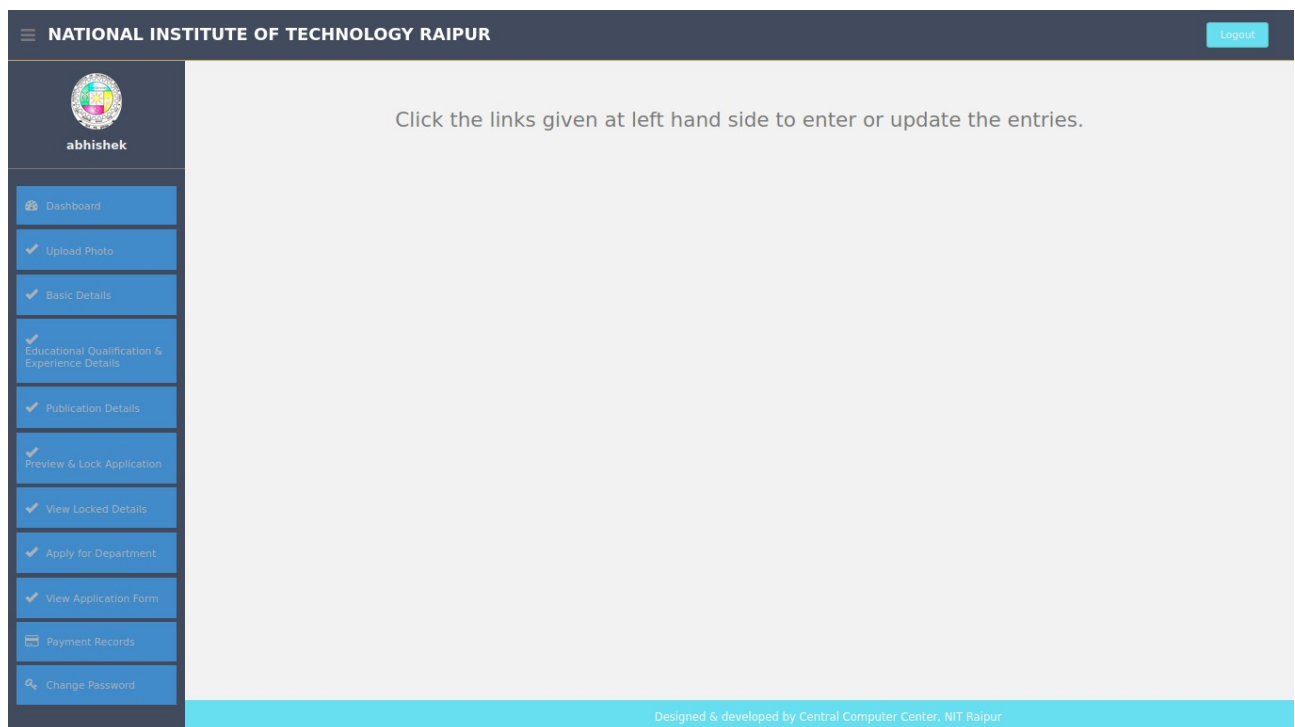 NATIONAL INSTITUTE OF TECHNOLOGY RAIPUR
Logout
abhishek
Click the links given at left hand side to enter or update the entries.
Dashboard
Upload Photo
Basic Details
Educational Qualification &
Experience Details
Publication Details
Preview & Lock Application
View Locked Details
Apply for Department
View Application Form
Payment Records
Change Password
Designed & developed by Central Computer Center, NIT Raipur